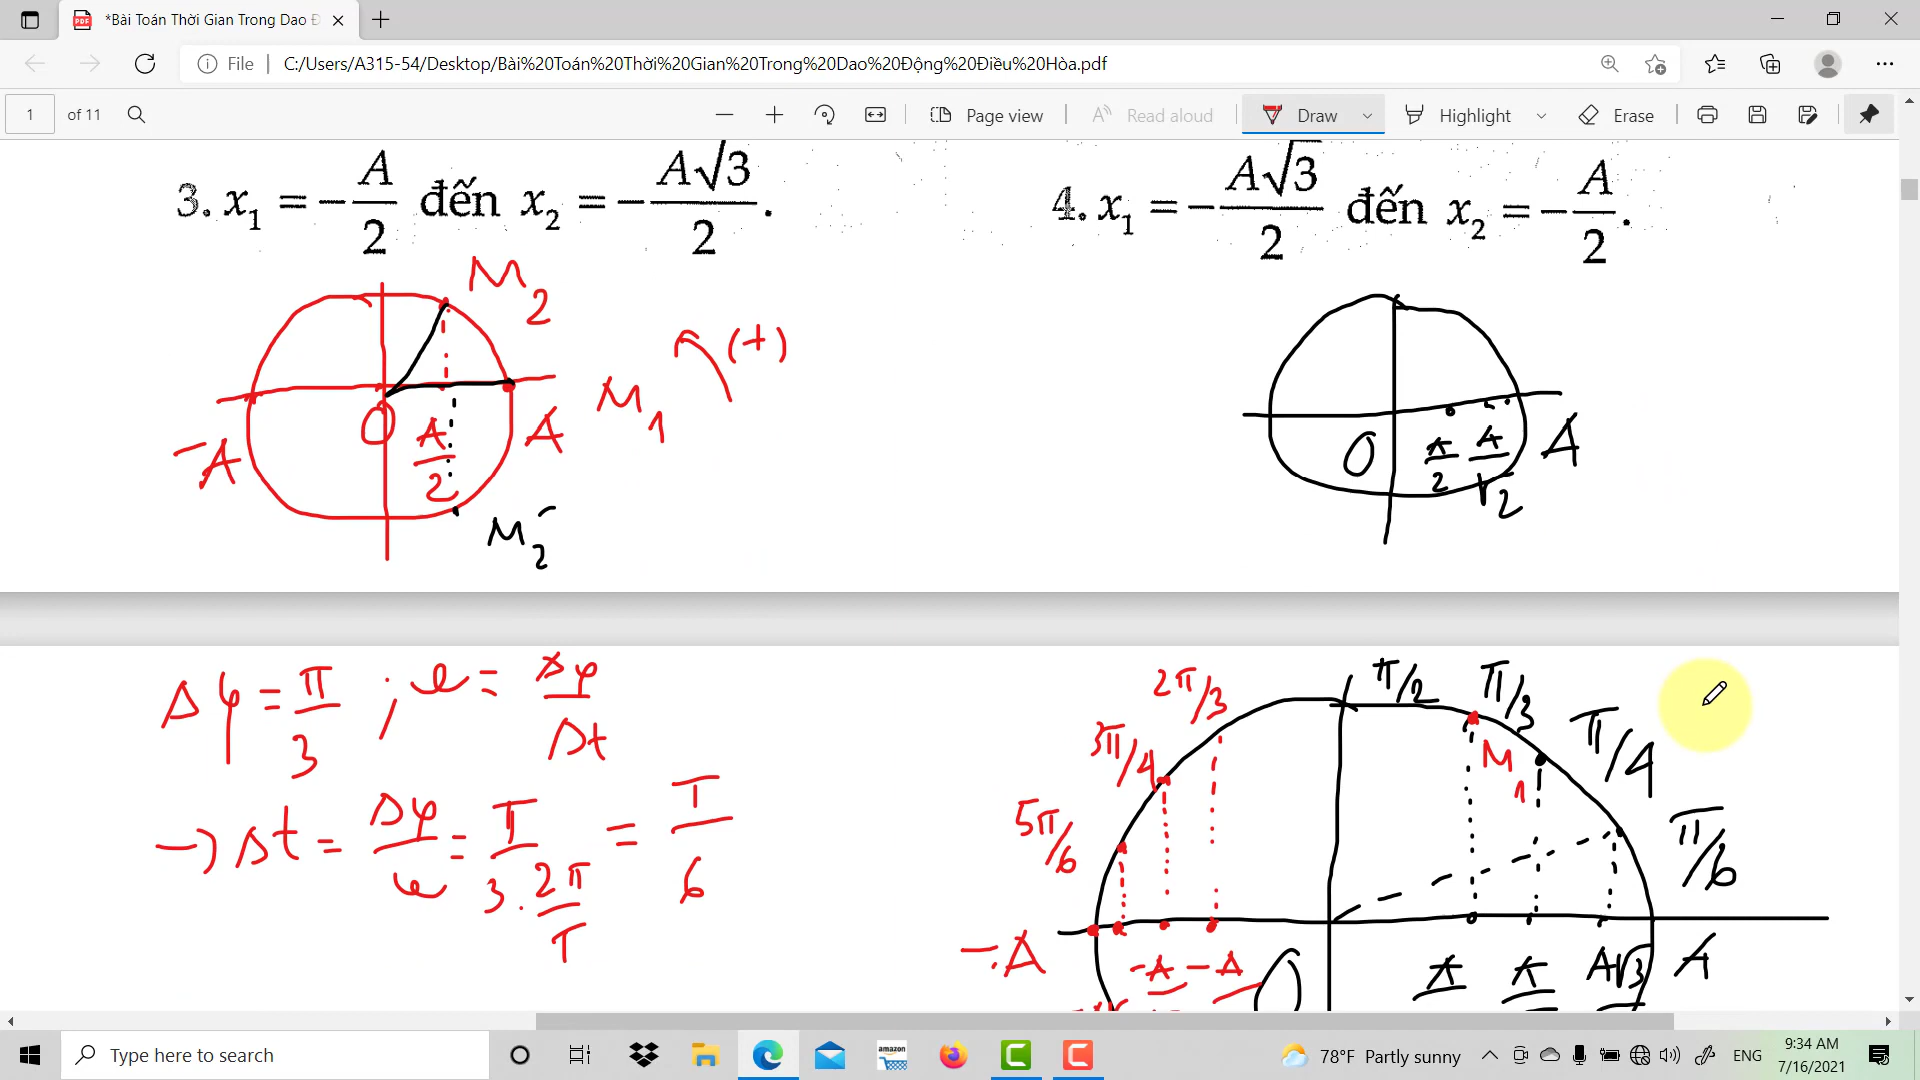 *Bài Toán Thời Gian Trong Dao Đ
File
C:/Users/A315-54/Desktop/Bài%20Toán%20Thời%20Gian%20Trong%20Dao%20Động%20Điều%20Hòa.pdf
1 of 11
Page view
Read aloud
Draw
Highlight
Erase
3. x₁ = -A/2 đến x₂ = -A√3/2.
4. x₁ = -A√3/2 đến x₂ = -A/2.
M₂
(+)
M₁
-A O A/2 A
M₂'
O A/2 A/√2 A
Δφ = π/3 ; ω = Δφ/Δt
→ Δt = Δφ/ω = π/(3.2π/T) = T/6
2π/3 π/2 π/3
3π/4 M₁ π/4
5π/6 π/6
-A -A -A O A A A√3 A
Type here to search
amazon
78°F Partly sunny
ENG
9:34 AM
7/16/2021